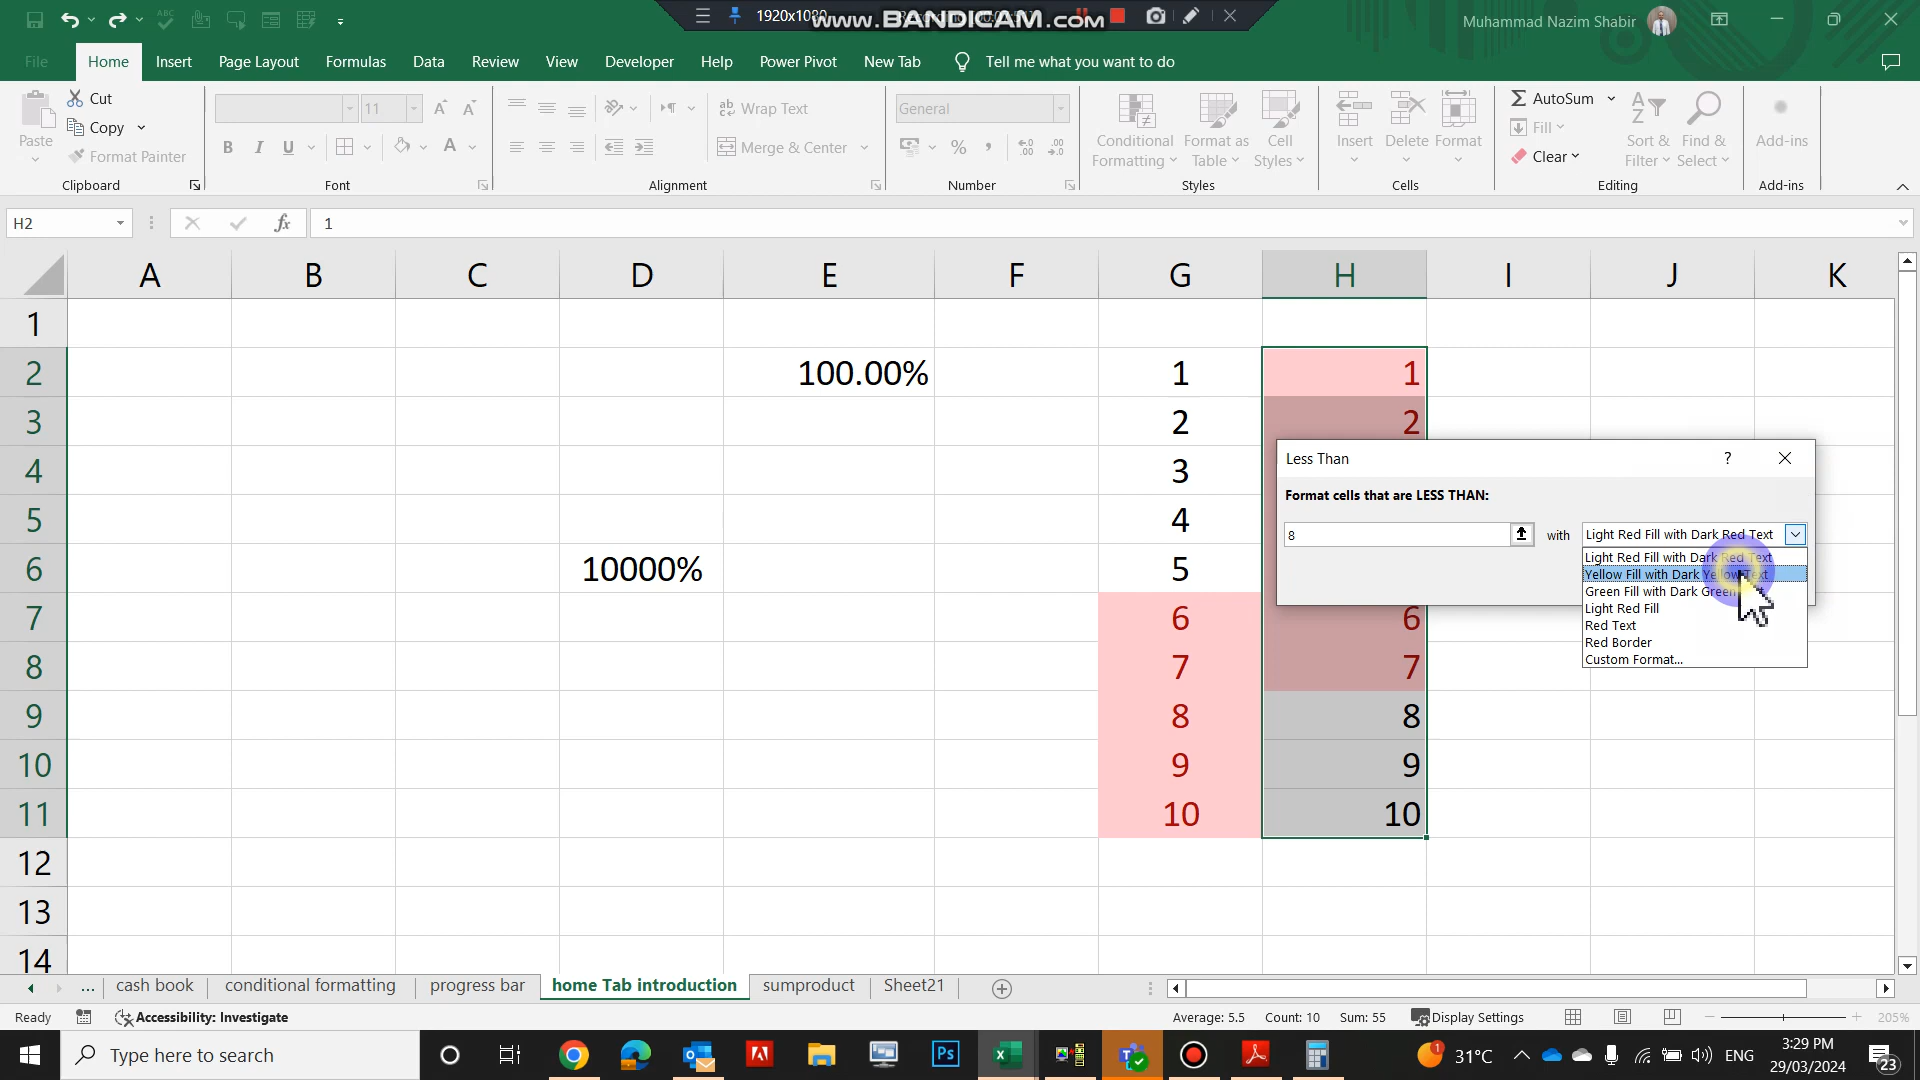 1920x1080
www.BANDICAM.com
Muhammad Nazim Shabir
File
Home
Insert
Page Layout
Formulas
Data
Review
View
Developer
Help
Power Pivot
New Tab
Tell me what you want to do
Paste
Cut
Copy
Format Painter
Clipboard
11
B I U
A
Font
Wrap Text
Merge & Center
Alignment
General
%
Number
Conditional Formatting
Format as Table
Cell Styles
Styles
Insert
Delete
Format
Cells
AutoSum
Fill
Clear
Sort & Filter
Find & Select
Editing
Add-ins
Add-ins
H2
fx
1
A B C D E F G H I J K
1
2 100.00% 1 1
3 2 2
4 3
5 4
6 10000% 5
7 6 6
8 7 7
9 8 8
10 9 9
11 10 10
12
13
14
Less Than
?
Format cells that are LESS THAN:
8
with
Light Red Fill with Dark Red Text
Light Red Fill with Dark Red Text
Yellow Fill with Dark Yellow Text
Green Fill with Dark Green
Light Red Fill
Red Text
Red Border
Custom Format...
... cash book
conditional formatting
progress bar
home Tab introduction
sumproduct
Sheet21
Ready
Accessibility: Investigate
Average: 5.5
Count: 10
Sum: 55
Display Settings
205%
Type here to search
31°C
ENG
3:29 PM
29/03/2024
23